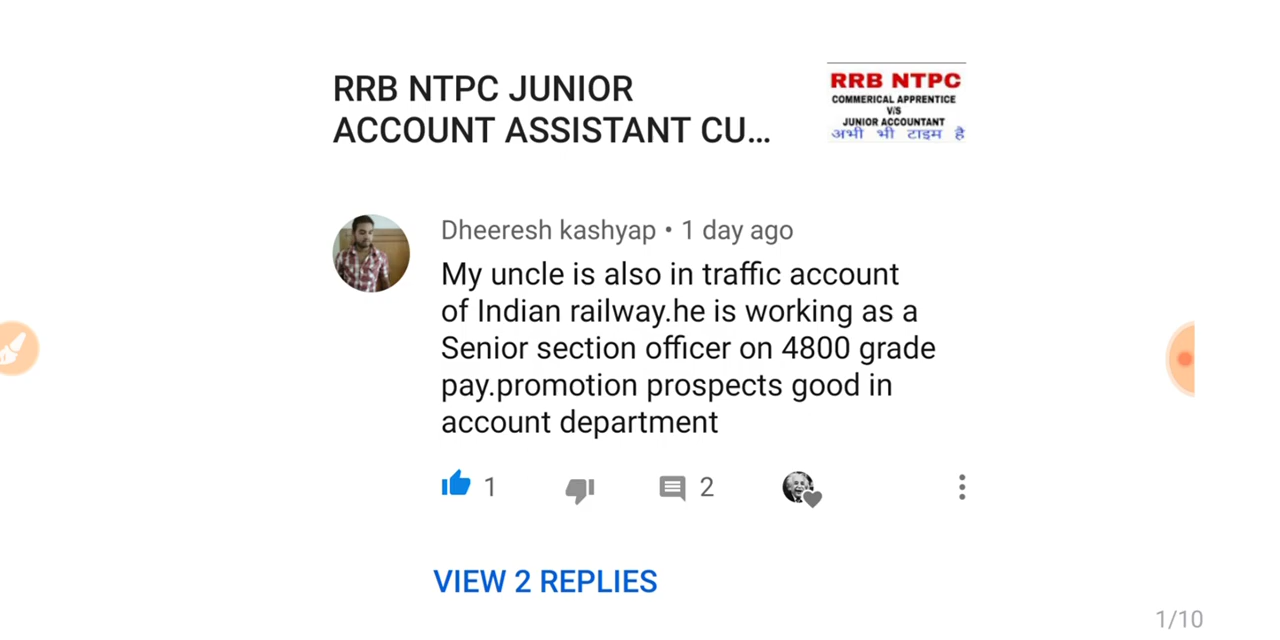 RRB NTPC JUNIOR
ACCOUNT ASSISTANT CU...
RRB NTPC
COMMERICAL APPRENTICE
V/S
JUNIOR ACCOUNTANT
अभी भी टाइम है
Dheeresh kashyap • 1 day ago
My uncle is also in traffic account
of Indian railway.he is working as a
Senior section officer on 4800 grade
pay.promotion prospects good in
account department
1
2
VIEW 2 REPLIES
1/10